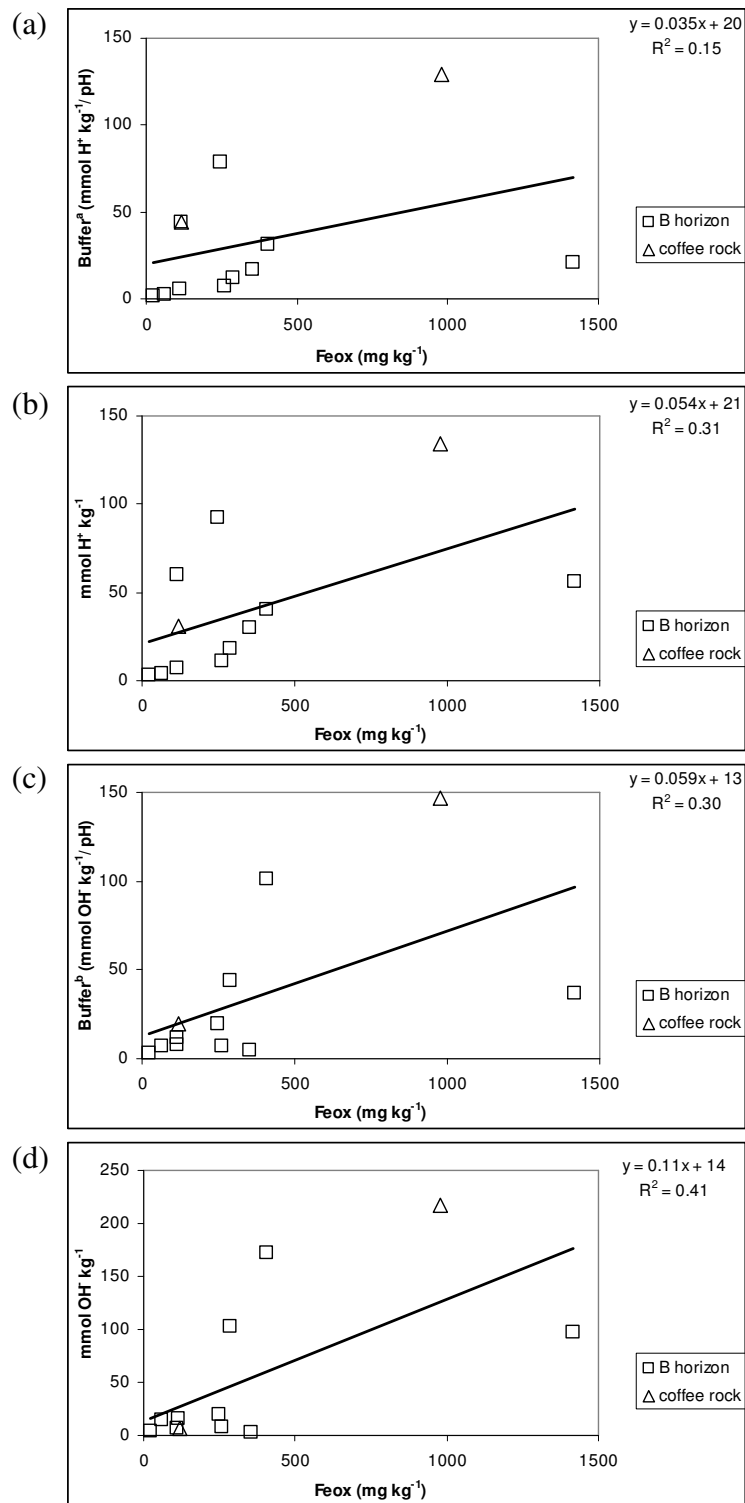 (a)
y = 0.035x + 20
R² = 0.15
150
100
50
0
Bufferᵃ (mmol H⁺ kg⁻¹/ pH)
0 500 1000 1500
Feox (mg kg⁻¹)
B horizon
coffee rock
(b)
y = 0.054x + 21
R² = 0.31
150
100
50
0
mmol H⁺ kg⁻¹
0 500 1000 1500
Feox (mg kg⁻¹)
B horizon
coffee rock
(c)
y = 0.059x + 13
R² = 0.30
150
100
50
0
Bufferᵇ (mmol OH⁻ kg⁻¹/ pH)
0 500 1000 1500
Feox (mg kg⁻¹)
B horizon
coffee rock
(d)
y = 0.11x + 14
R² = 0.41
250
200
150
100
50
0
mmol OH⁻ kg⁻¹
0 500 1000 1500
Feox (mg kg⁻¹)
B horizon
coffee rock